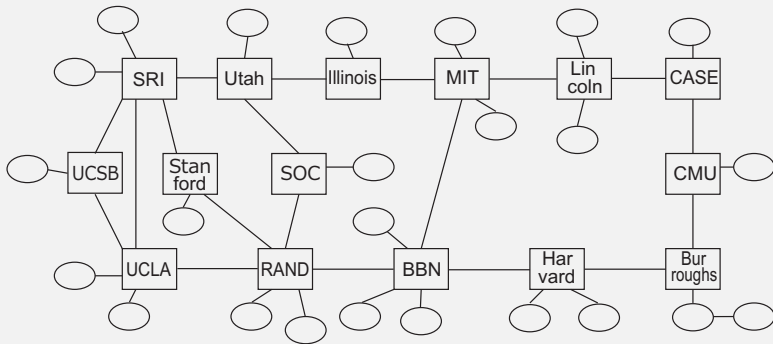 SRI
Utah
Illinois
MIT
Lin
coln
CASE
UCSB
Stan
ford
SOC
CMU
UCLA
RAND
BBN
Har
vard
Bur
roughs